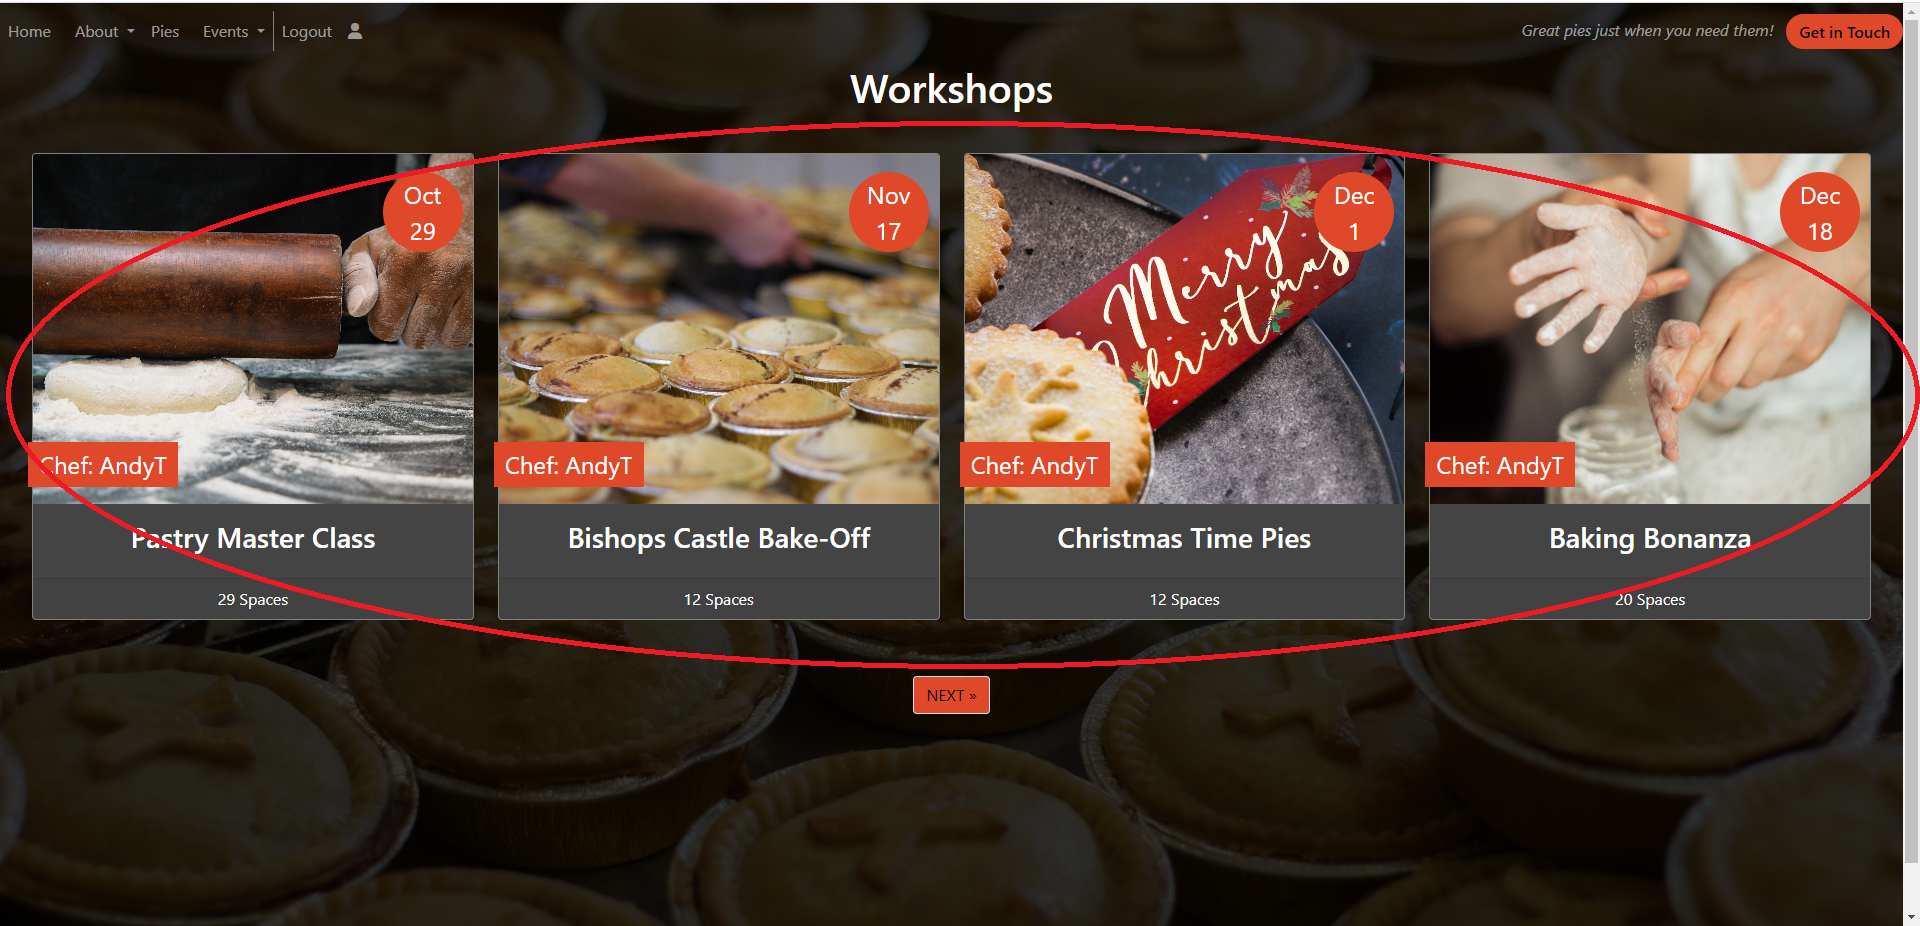 Home About Pies Events Logout Great pies just when you need them! Get in Touch
Workshops
Oct
29
Chef: AndyT
Pastry Master Class
29 Spaces
Nov
17
Chef: AndyT
Bishops Castle Bake-Off
12 Spaces
Merry
Christmas
Dec
1
Chef: AndyT
Christmas Time Pies
12 Spaces
Dec
18
Chef: AndyT
Baking Bonanza
20 Spaces
NEXT »